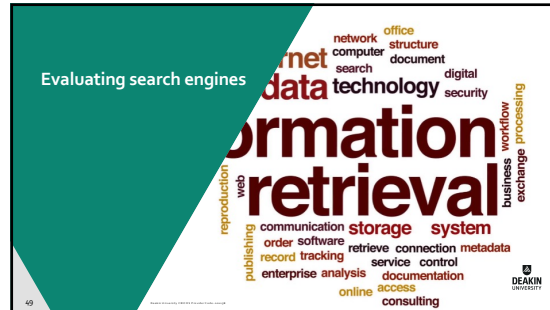 Evaluating search engines
office
network structure
rnet computer document
search digital
data technology security
ormation
workflow
processing
retrieval
business
exchange
reproduction
web
publishing
communication storage system
order software retrieve connection metadata
record tracking service control
enterprise analysis documentation
online access
consulting
DEAKIN
UNIVERSITY
49